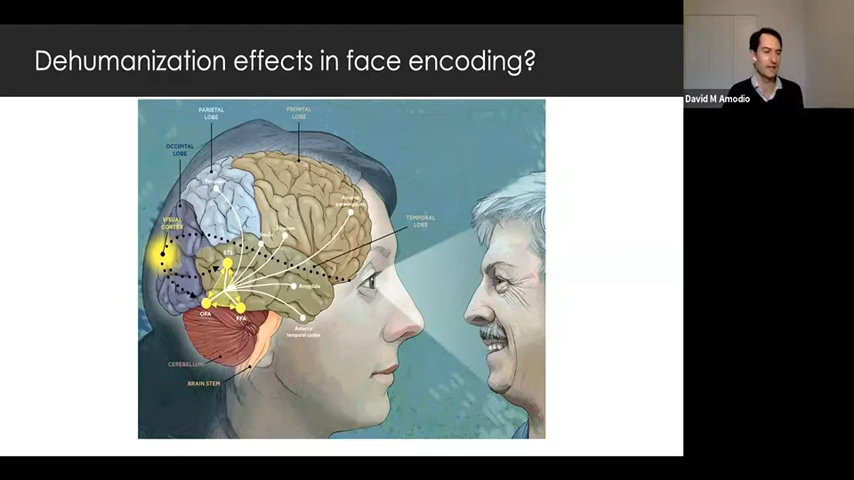 Dehumanization effects in face encoding?
David M Amodio
PARIETAL
LOBE
FRONTAL
LOBE
OCCIPITAL
LOBE
VISUAL
CORTEX
TEMPORAL
LOBE
STS
Amygdala
OFA
FFA
Anterior
temporal cortex
CEREBELLUM
BRAIN STEM